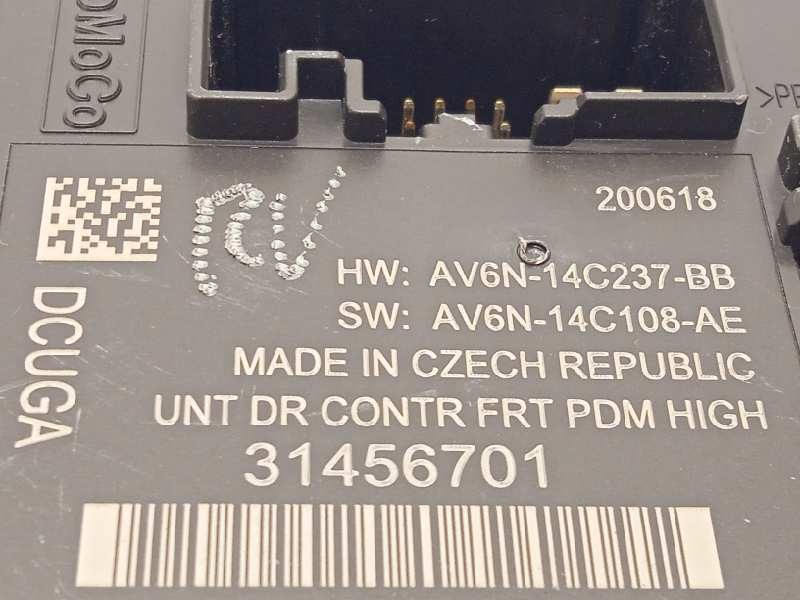 200618
RV
HW: AV6N-14C237-BB
SW: AV6N-14C108-AE
MADE IN CZECH REPUBLIC
UNT DR CONTR FRT PDM HIGH
31456701
DCUGA